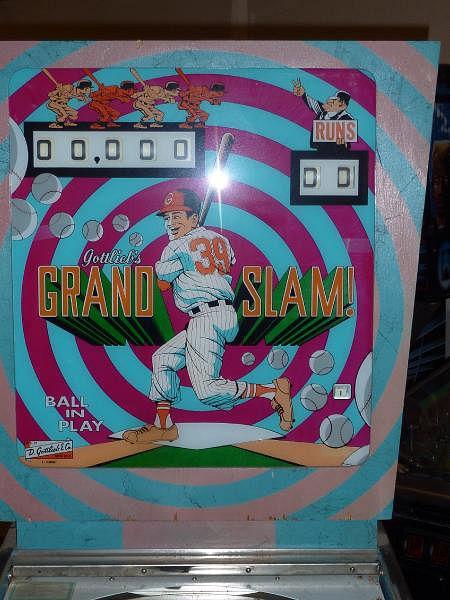 RUNS
00,000
00
39
Gottlieb's
GRAND SLAM!
BALL
IN
PLAY
D. Gottlieb & Co.